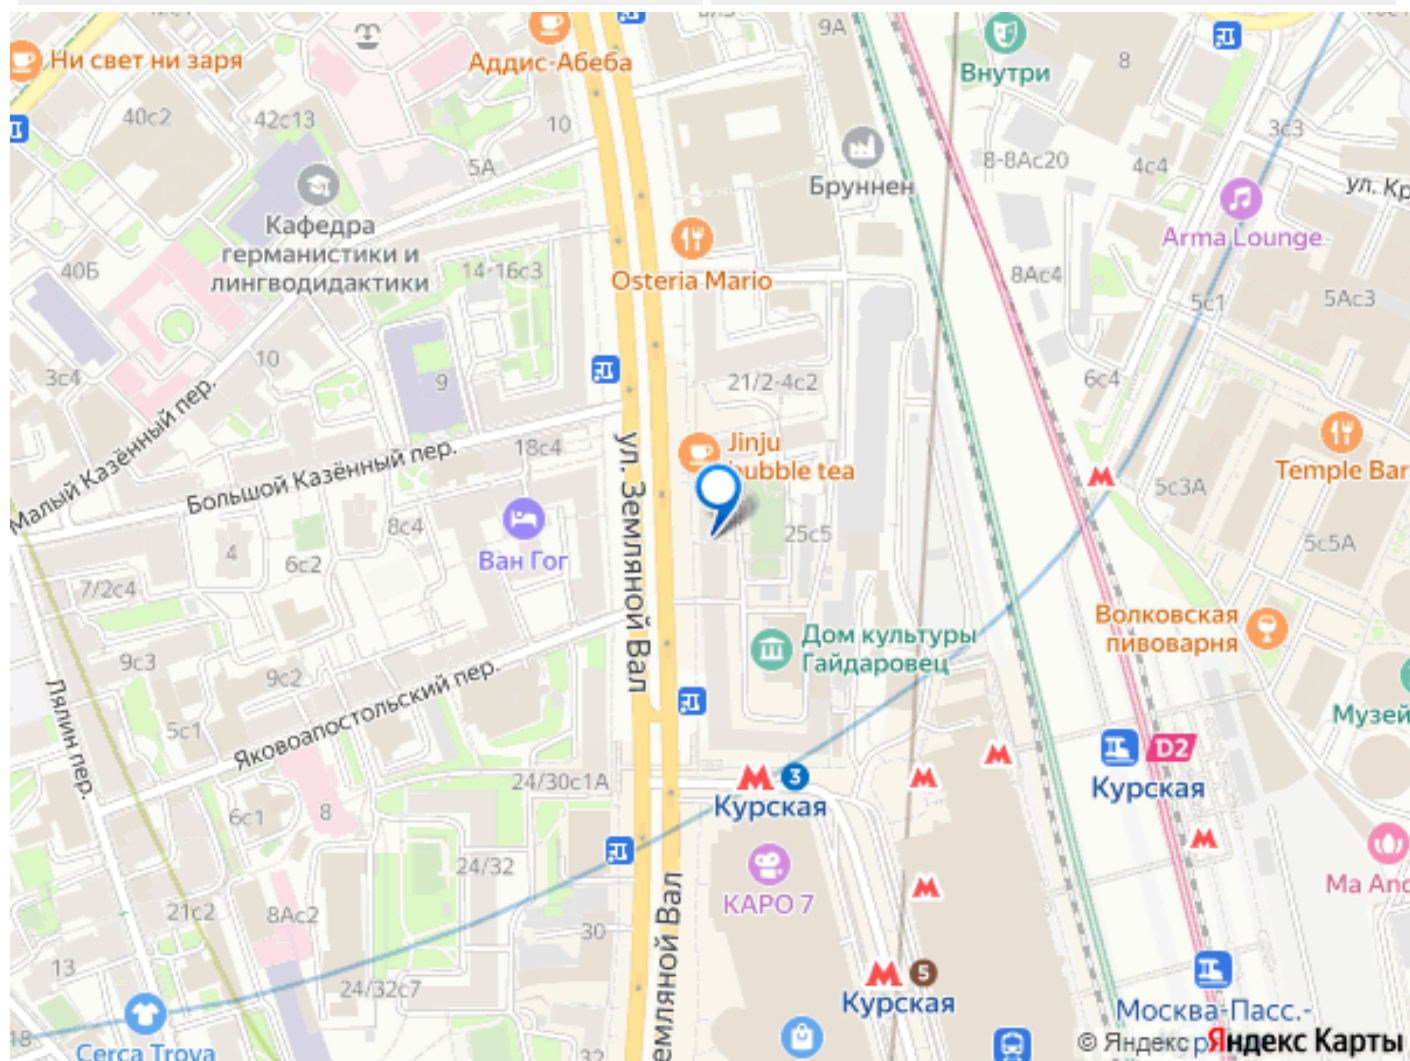 9А
Ни свет ни заря
Аддис-Абеба
Внутри
8
40с2
42с13
10
5А
3с3
8-8Ас20
4с4
Бруннен
ул. Кр
Кафедра
германистики и
лингводидактики
Arma Lounge
40Б
14-16с3
Osteria Mario
8Ас4
5с1
5Ас3
10
3с4
9
21/2-4с2
6с4
Малый Казённый пер.
Большой Казённый пер.
18с4
ул. Земляной Вал
Jinju
bubble tea
Temple Bar
5с3А
8с4
4
6с2
Ван Гог
25с5
5с5А
7/2с4
Волковская
пивоварня
Дом культуры
Гайдаровец
9с3
9с2
Лялин пер.
5с1
Яковоапостольский пер.
Музей
D2
Курская
24/30с1А
3
Курская
6с1
8
24/32
КАРО 7
Ma And
21с2
8Ас2
30
Земляной Вал
13
24/32с7
5
Курская
Москва-Пасс.-
18
Cerca Trova
32
© Яндекс
Яндекс Карты